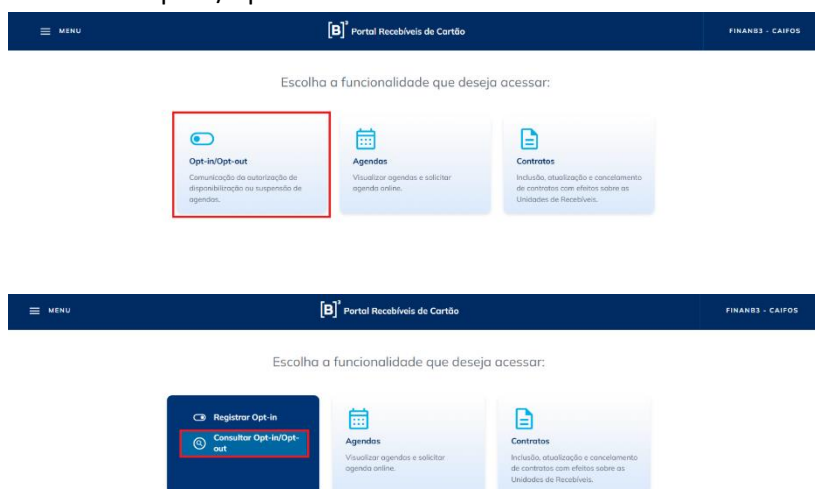 MENU
[B]³ Portal Recebíveis de Cartão
FINANB3 - CAIFOS
Escolha a funcionalidade que deseja acessar:
Opt-in/Opt-out
Comunicação da autorização de
disponibilização ou suspensão de
agendas.
Agendas
Visualizar agendas e solicitar
agenda online.
Contratos
Inclusão, atualização e cancelamento
de contratos com efeitos sobre as
Unidades de Recebíveis.
MENU
[B]³ Portal Recebíveis de Cartão
FINANB3 - CAIFOS
Escolha a funcionalidade que deseja acessar:
Registrar Opt-in
Consultar Opt-in/Opt-
out
Agendas
Visualizar agendas e solicitar
agenda online.
Contratos
Inclusão, atualização e cancelamento
de contratos com efeitos sobre as
Unidades de Recebíveis.